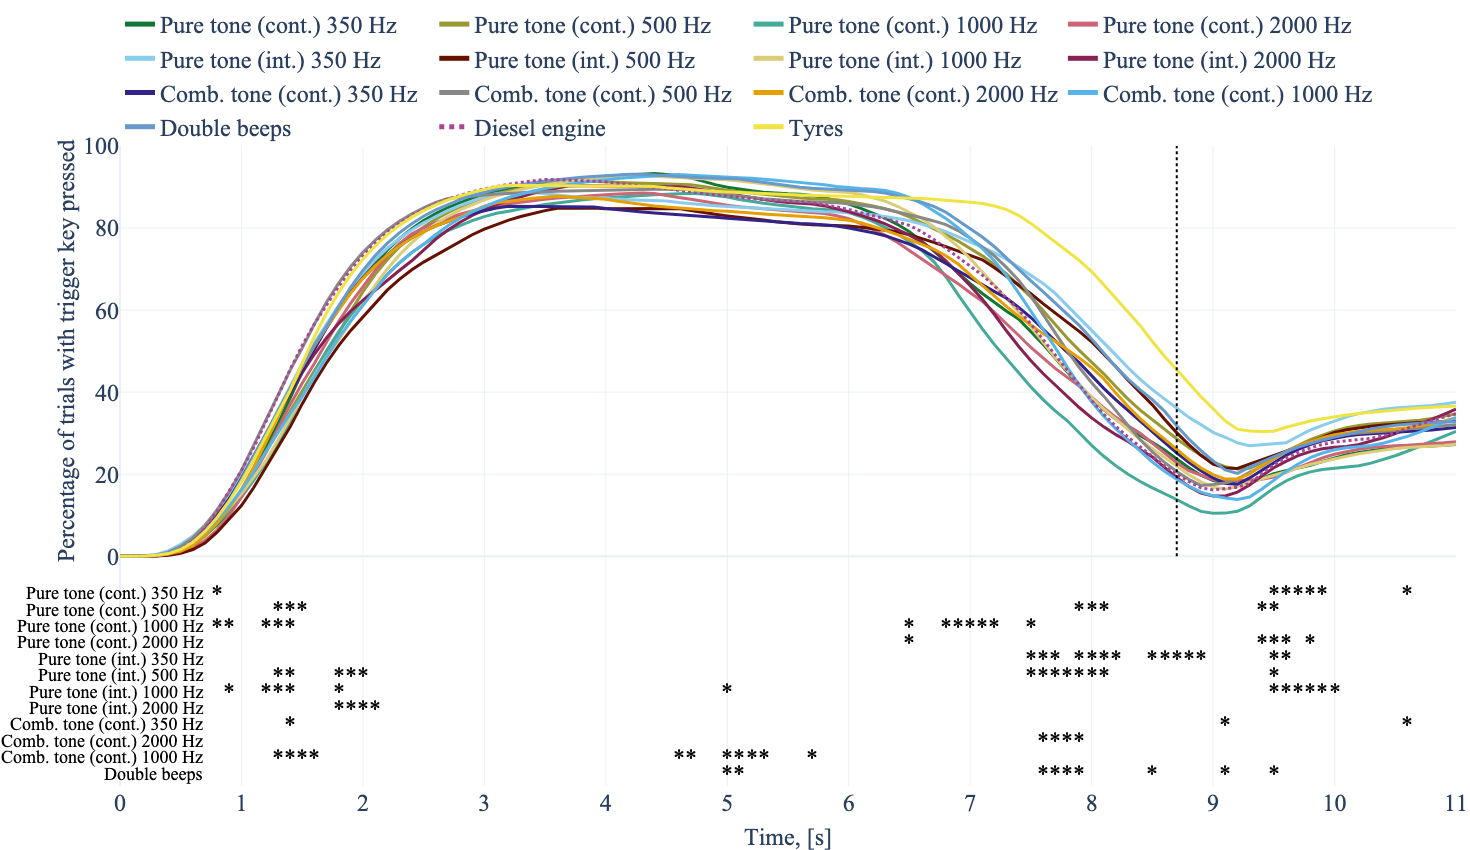 Pure tone (cont.) 350 Hz Pure tone (cont.) 500 Hz Pure tone (cont.) 1000 Hz Pure tone (cont.) 2000 Hz
Pure tone (int.) 350 Hz Pure tone (int.) 500 Hz Pure tone (int.) 1000 Hz Pure tone (int.) 2000 Hz
Comb. tone (cont.) 350 Hz Comb. tone (cont.) 500 Hz Comb. tone (cont.) 2000 Hz Comb. tone (cont.) 1000 Hz
Double beeps Diesel engine Tyres
Percentage of trials with trigger key pressed
100
80
60
40
20
0
Pure tone (cont.) 350 Hz * ***** *
Pure tone (cont.) 500 Hz *** *** **
Pure tone (cont.) 1000 Hz ** *** * ***** *
Pure tone (cont.) 2000 Hz * *** *
Pure tone (int.) 350 Hz *** **** ***** **
Pure tone (int.) 500 Hz ** *** ******* *
Pure tone (int.) 1000 Hz * *** * * ******
Pure tone (int.) 2000 Hz ****
Comb. tone (cont.) 350 Hz * * *
Comb. tone (cont.) 2000 Hz ****
Comb. tone (cont.) 1000 Hz **** ** **** *
Double beeps ** **** * * *
0 1 2 3 4 5 6 7 8 9 10 11
Time, [s]